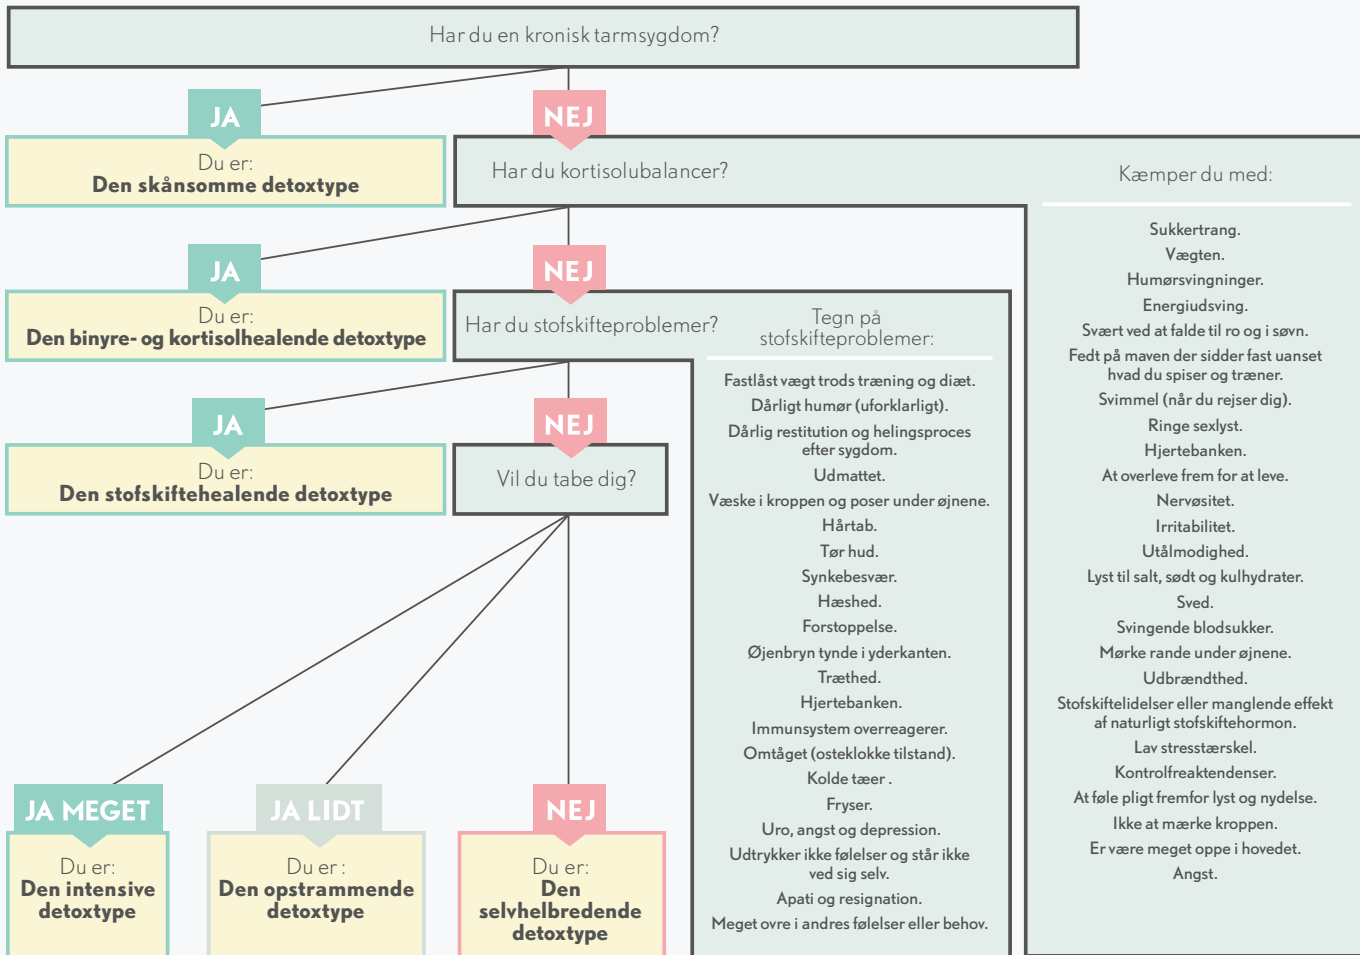 Har du en kronisk tarmsygdom?
JA
NEJ
Du er:
Den skånsomme detoxtype
Har du kortisolubalancer?
Kæmper du med:
Sukkertrang.
Vægten.
Humørsvingninger.
Energiudsving.
Svært ved at falde til ro og i søvn.
Fedt på maven der sidder fast uanset
hvad du spiser og træner.
Svimmel (når du rejser dig).
Ringe sexlyst.
Hjertebanken.
At overleve frem for at leve.
Nervøsitet.
Irritabilitet.
Utålmodighed.
Lyst til salt, sødt og kulhydrater.
Sved.
Svingende blodsukker.
Mørke rande under øjnene.
Udbrændthed.
Stofskiftelidelser eller manglende effekt
af naturligt stofskiftehormon.
Lav stresstærskel.
Kontrolfreaktendenser.
At føle pligt fremfor lyst og nydelse.
Ikke at mærke kroppen.
Er være meget oppe i hovedet.
Angst.
JA
NEJ
Du er:
Den binyre- og kortisolhealende detoxtype
Har du stofskifteproblemer?
Tegn på
stofskifteproblemer:
Fastlåst vægt trods træning og diæt.
Dårligt humør (uforklarligt).
Dårlig restitution og helingsproces
efter sygdom.
Udmattet.
Væske i kroppen og poser under øjnene.
Hårtab.
Tør hud.
Synkebesvær.
Hæshed.
Forstoppelse.
Øjenbryn tynde i yderkanten.
Træthed.
Hjertebanken.
Immunsystem overreagerer.
Omtåget (osteklokke tilstand).
Kolde tæer .
Fryser.
Uro, angst og depression.
Udtrykker ikke følelser og står ikke
ved sig selv.
Apati og resignation.
Meget ovre i andres følelser eller behov.
JA
NEJ
Du er:
Den stofskiftehealende detoxtype
Vil du tabe dig?
JA MEGET
JA LIDT
NEJ
Du er:
Den intensive
detoxtype
Du er :
Den opstrammende
detoxtype
Du er:
Den
selvhelbredende
detoxtype